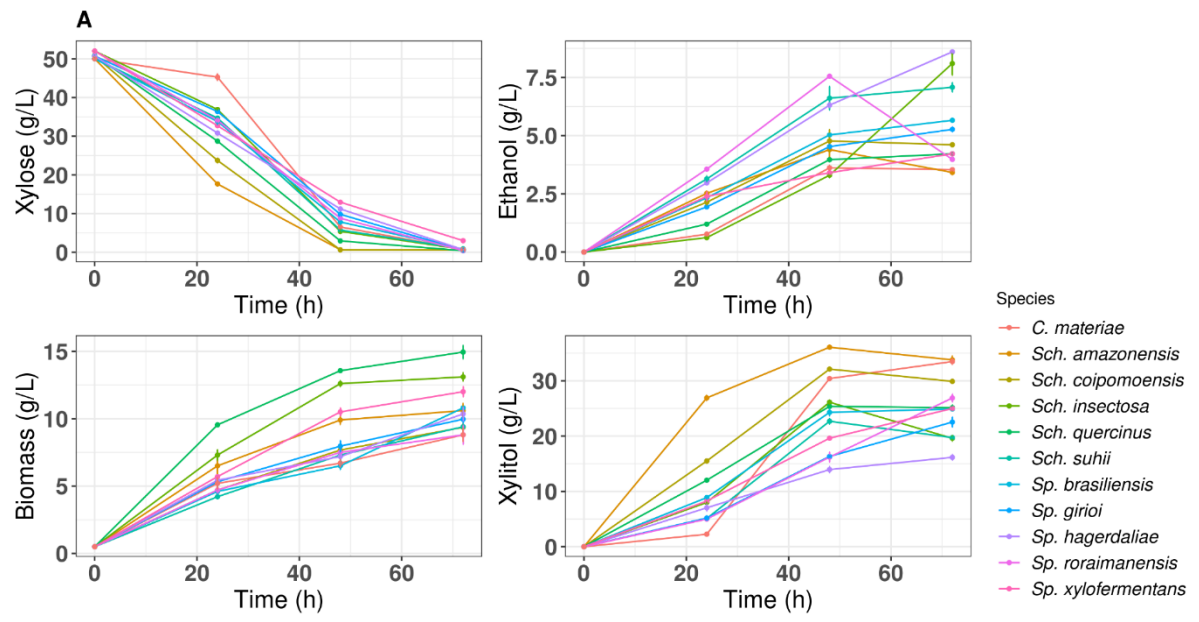 A
Xylose (g/L)
50
40
30
20
10
0
0 20 40 60
Time (h)
Ethanol (g/L)
7.5
5.0
2.5
0.0
0 20 40 60
Time (h)
Biomass (g/L)
15
10
5
0
0 20 40 60
Time (h)
Xylitol (g/L)
30
20
10
0
0 20 40 60
Time (h)
Species
C. materiae
Sch. amazonensis
Sch. coipomoensis
Sch. insectosa
Sch. quercinus
Sch. suhii
Sp. brasiliensis
Sp. girioi
Sp. hagerdaliae
Sp. roraimanensis
Sp. xylofermentans